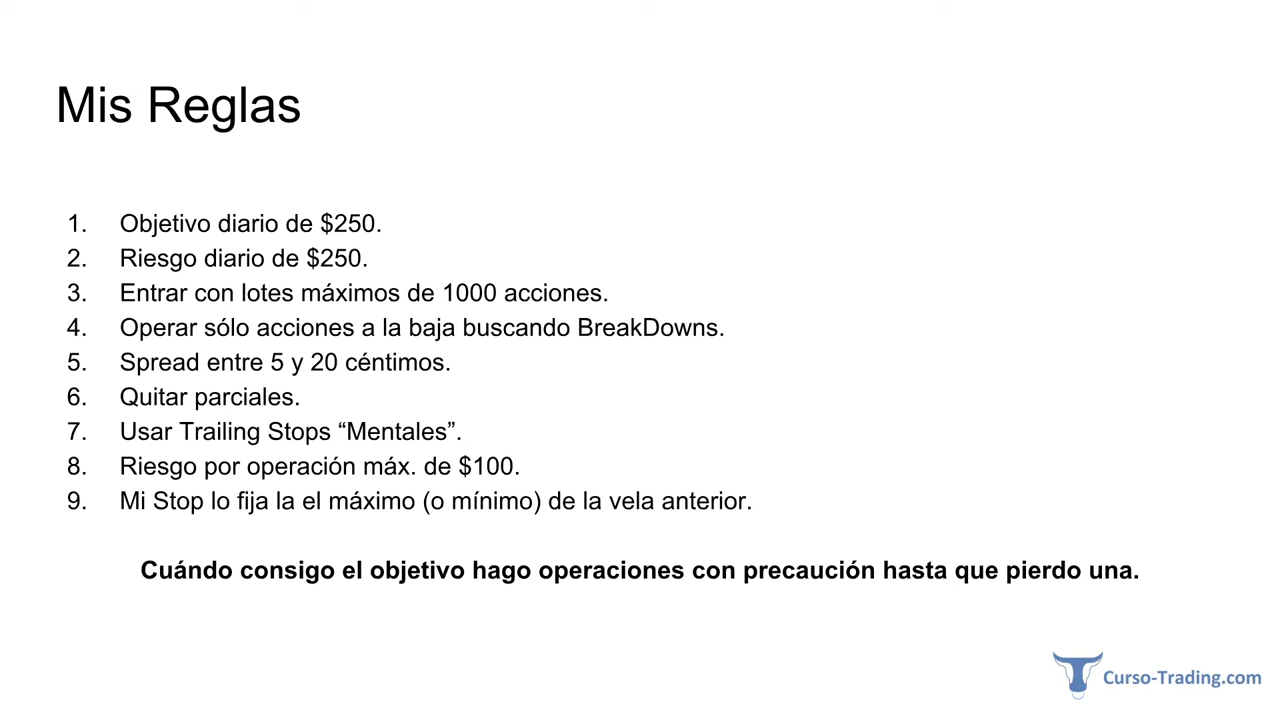 Mis Reglas
1. Objetivo diario de $250.
2. Riesgo diario de $250.
3. Entrar con lotes máximos de 1000 acciones.
4. Operar sólo acciones a la baja buscando BreakDowns.
5. Spread entre 5 y 20 céntimos.
6. Quitar parciales.
7. Usar Trailing Stops “Mentales”.
8. Riesgo por operación máx. de $100.
9. Mi Stop lo fija la el máximo (o mínimo) de la vela anterior.
Cuándo consigo el objetivo hago operaciones con precaución hasta que pierdo una.
Curso-Trading.com